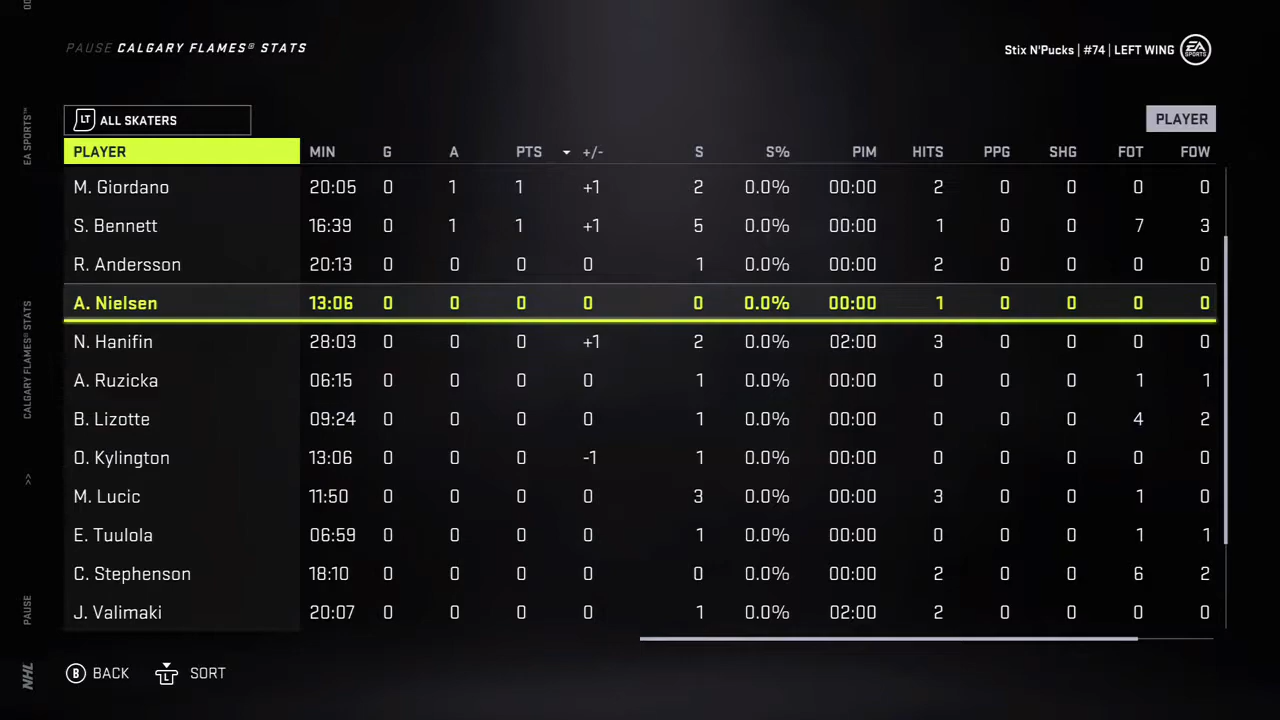 PAUSE CALGARY FLAMES® STATS
Stix N'Pucks | #74 | LEFT WING EA SPORTS
LT ALL SKATERS
PLAYER
PLAYER MIN G A PTS +/- S S% PIM HITS PPG SHG FOT FOW
M. Giordano 20:05 0 1 1 +1 2 0.0% 00:00 2 0 0 0 0
S. Bennett 16:39 0 1 1 +1 5 0.0% 00:00 1 0 0 7 3
R. Andersson 20:13 0 0 0 0 1 0.0% 00:00 2 0 0 0 0
A. Nielsen 13:06 0 0 0 0 0 0.0% 00:00 1 0 0 0 0
N. Hanifin 28:03 0 0 0 +1 2 0.0% 02:00 3 0 0 0 0
A. Ruzicka 06:15 0 0 0 0 1 0.0% 00:00 0 0 0 1 1
B. Lizotte 09:24 0 0 0 0 1 0.0% 00:00 0 0 0 4 2
O. Kylington 13:06 0 0 0 -1 1 0.0% 00:00 0 0 0 0 0
M. Lucic 11:50 0 0 0 0 3 0.0% 00:00 3 0 0 1 0
E. Tuulola 06:59 0 0 0 0 1 0.0% 00:00 0 0 0 1 1
C. Stephenson 18:10 0 0 0 0 0 0.0% 00:00 2 0 0 6 2
J. Valimaki 20:07 0 0 0 0 1 0.0% 02:00 2 0 0 0 0
B BACK L SORT
NHL
PAUSE
>>
CALGARY FLAMES® STATS
EA SPORTS™